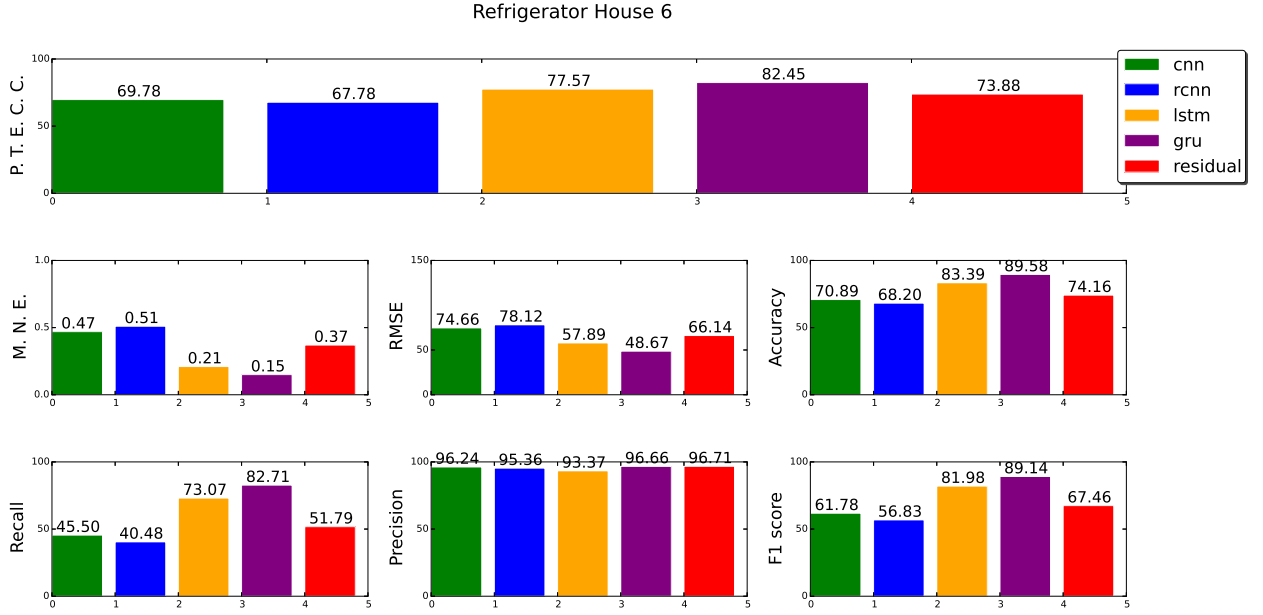 Refrigerator House 6
P. T. E. C. C.
100
50
0
69.78
67.78
77.57
82.45
73.88
0 1 2 3 4 5
cnn
rcnn
lstm
gru
residual
M. N. E.
1.0
0.5
0.0
0.47
0.51
0.21
0.15
0.37
0 1 2 3 4 5
RMSE
150
50
0
74.66
78.12
57.89
48.67
66.14
0 1 2 3 4 5
Accuracy
100
50
0
70.89
68.20
83.39
89.58
74.16
0 1 2 3 4 5
Recall
100
50
0
45.50
40.48
73.07
82.71
51.79
0 1 2 3 4 5
Precision
100
50
0
96.24
95.36
93.37
96.66
96.71
0 1 2 3 4 5
F1 score
100
50
0
61.78
56.83
81.98
89.14
67.46
0 1 2 3 4 5